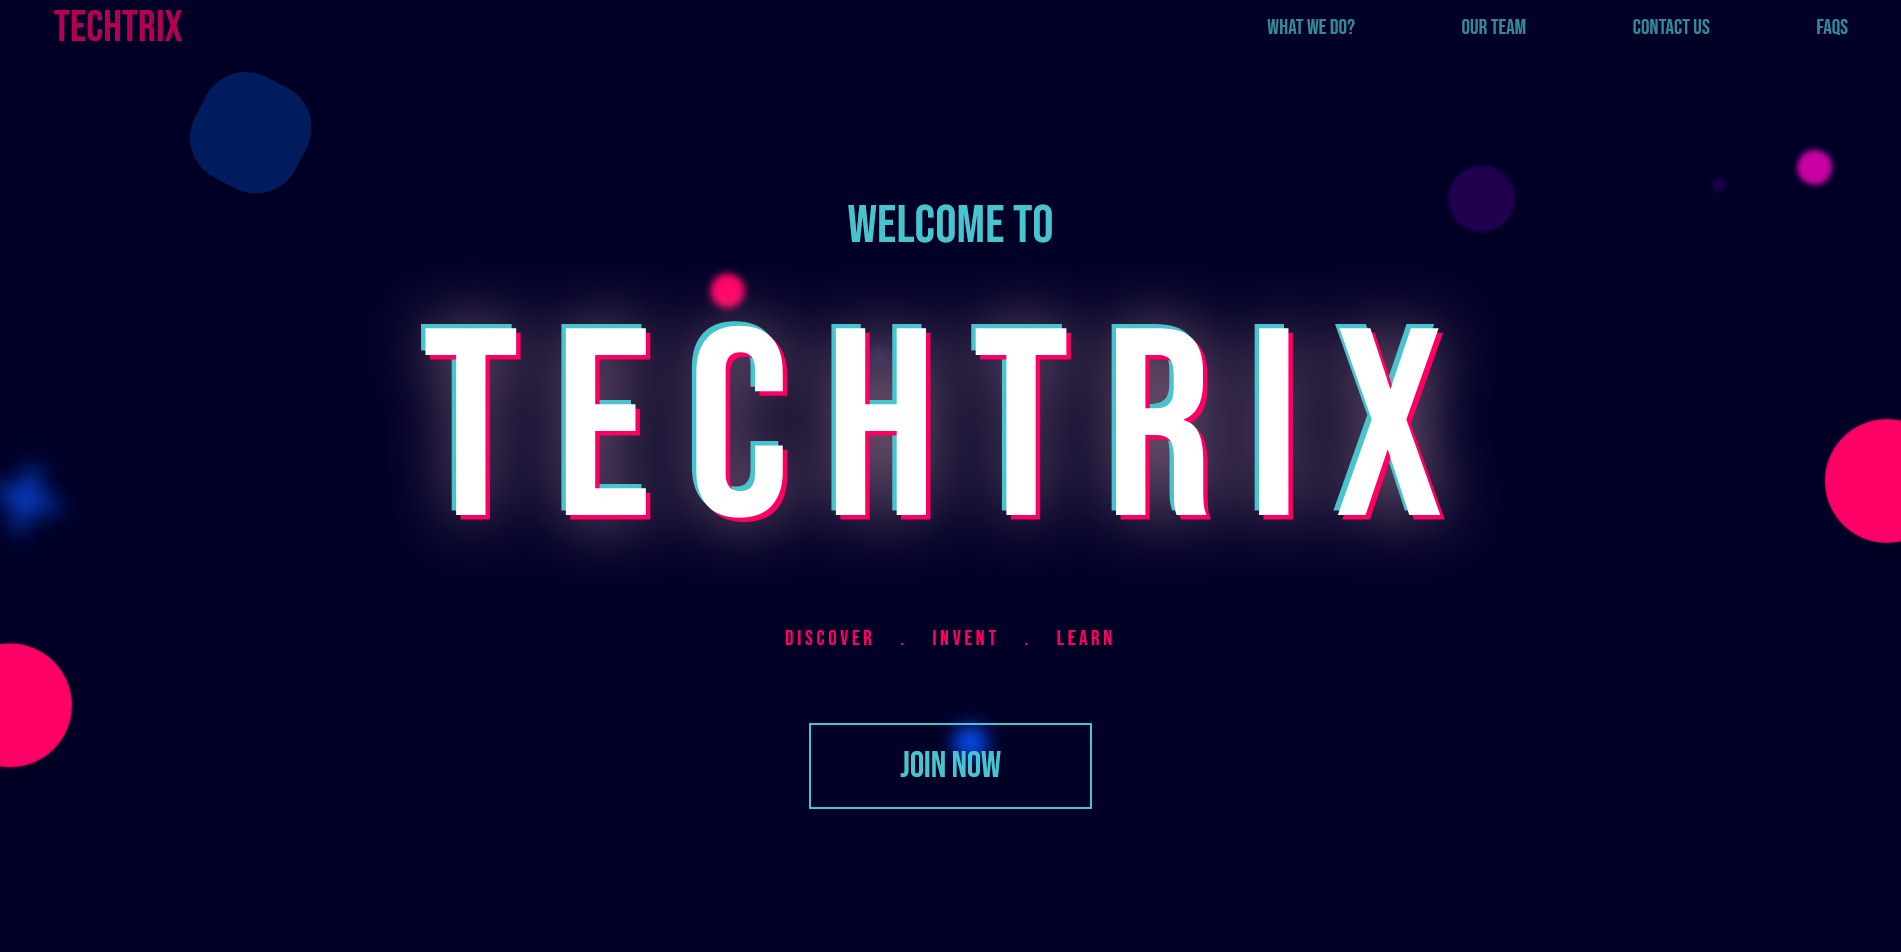 TECHTRIX WHAT WE DO? OUR TEAM CONTACT US FAQS
WELCOME TO
TECHTRIX
DISCOVER . INVENT . LEARN
JOIN NOW